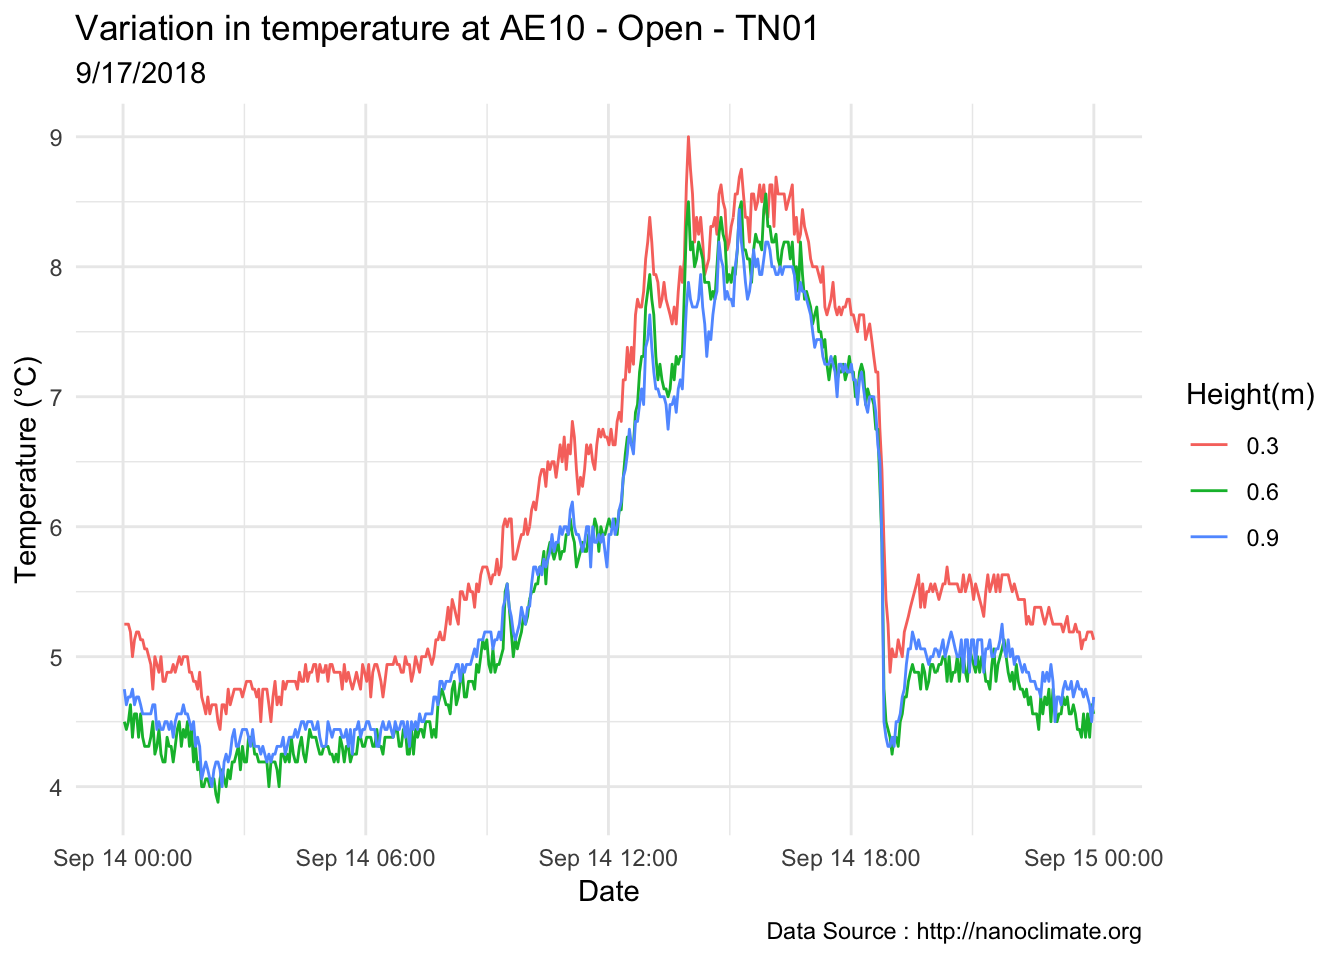 Variation in temperature at AE10 - Open - TN01
9/17/2018
Temperature (°C)
9
8
7
6
5
4
Sep 14 00:00
Sep 14 06:00
Sep 14 12:00
Sep 14 18:00
Sep 15 00:00
Date
Height(m)
0.3
0.6
0.9
Data Source : http://nanoclimate.org